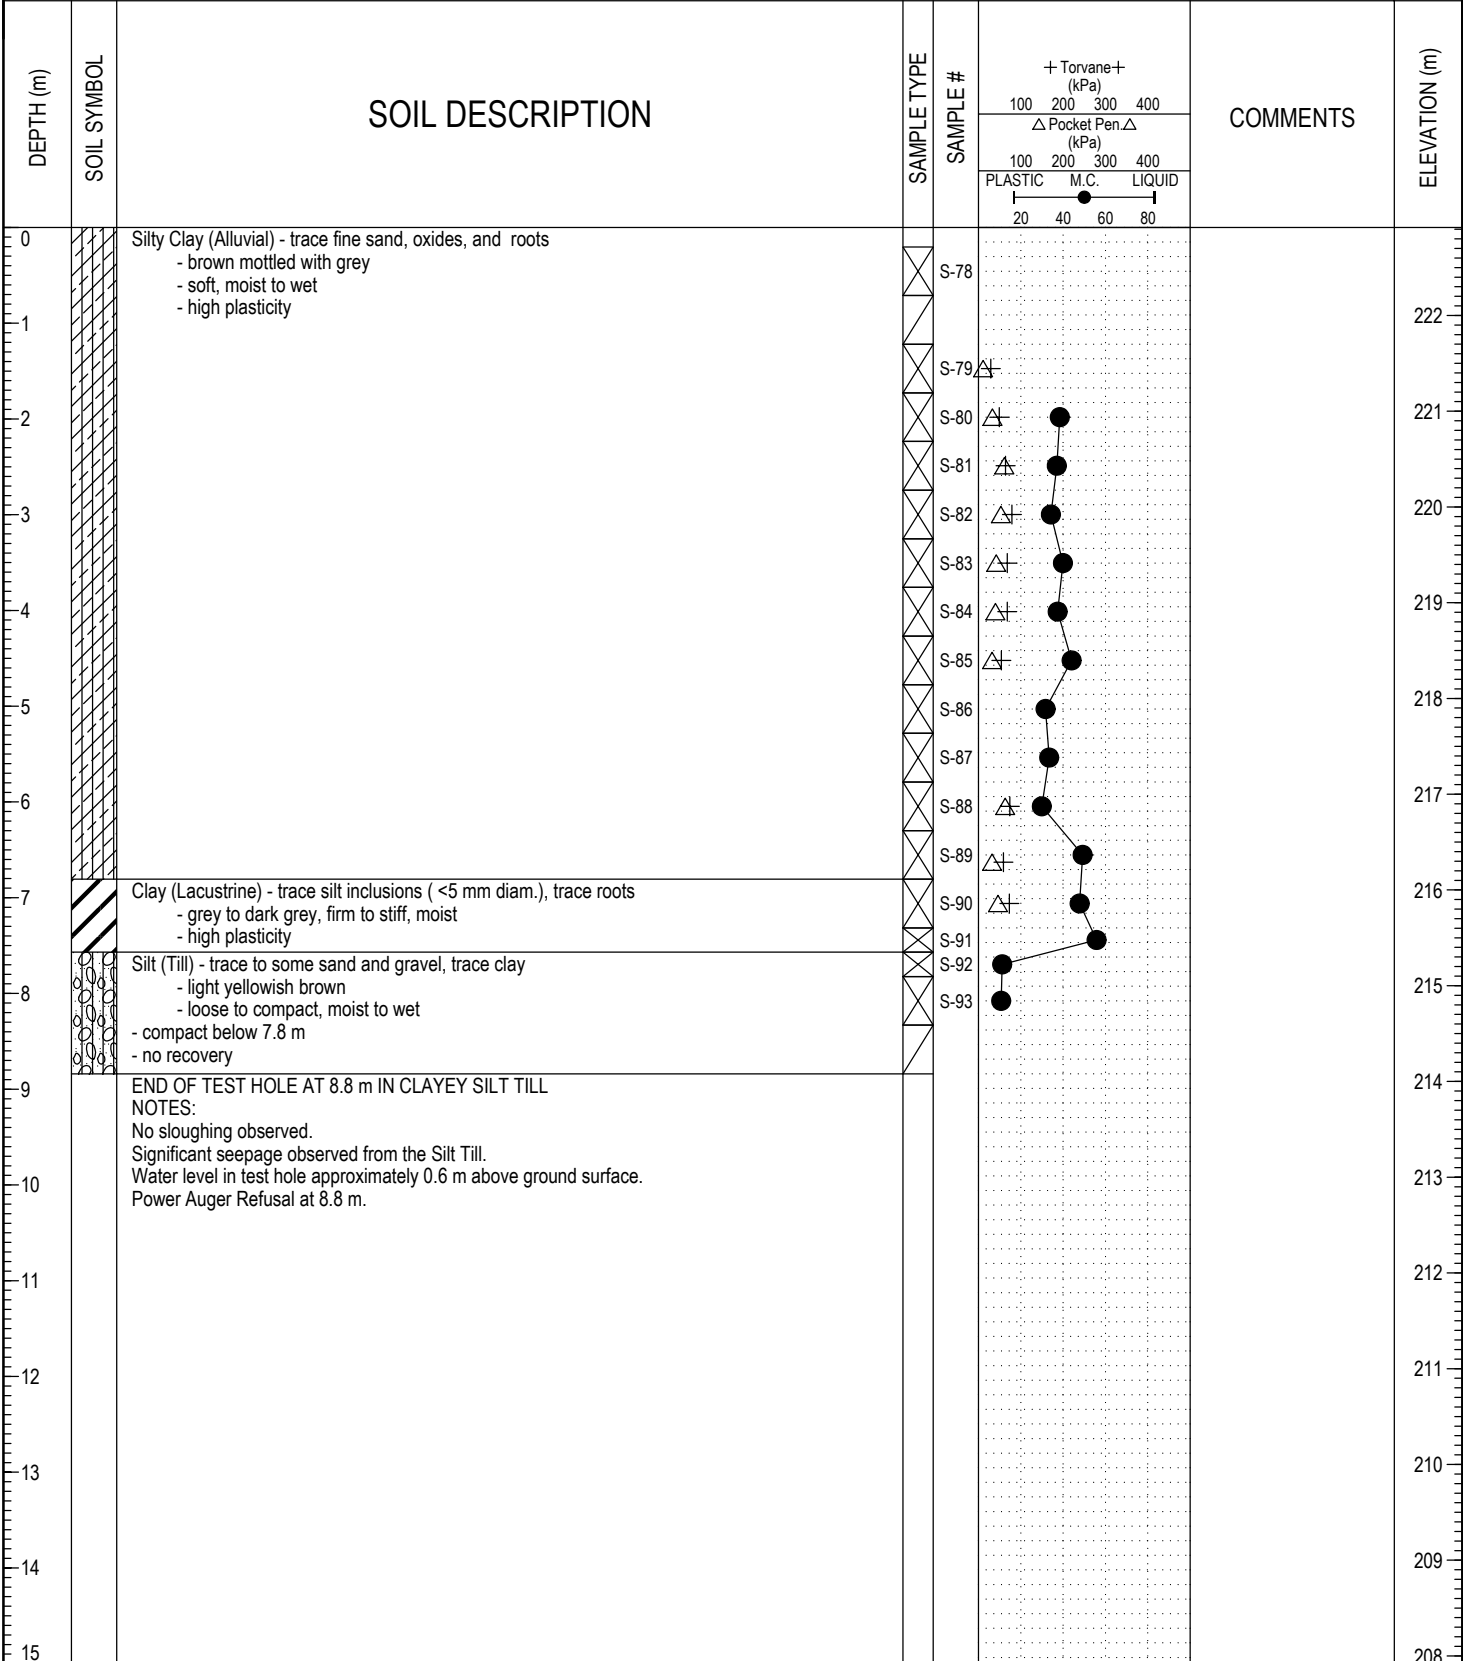 DEPTH (m)
SOIL SYMBOL
SOIL DESCRIPTION
SAMPLE TYPE
SAMPLE #
Torvane
(kPa)
100 200 300 400
Pocket Pen.
(kPa)
100 200 300 400
PLASTIC M.C. LIQUID
20 40 60 80
COMMENTS
ELEVATION (m)
0
Silty Clay (Alluvial) - trace fine sand, oxides, and roots
- brown mottled with grey
- soft, moist to wet
- high plasticity
S-78
1
222
S-79
2
S-80
221
S-81
3
S-82
220
S-83
4
S-84
219
S-85
5
S-86
218
S-87
6
S-88
217
S-89
7
Clay (Lacustrine) - trace silt inclusions ( <5 mm diam.), trace roots
- grey to dark grey, firm to stiff, moist
- high plasticity
S-90
216
S-91
Silt (Till) - trace to some sand and gravel, trace clay
- light yellowish brown
- loose to compact, moist to wet
- compact below 7.8 m
- no recovery
S-92
8
S-93
215
9
END OF TEST HOLE AT 8.8 m IN CLAYEY SILT TILL
214
NOTES:
No sloughing observed.
Significant seepage observed from the Silt Till.
Water level in test hole approximately 0.6 m above ground surface.
Power Auger Refusal at 8.8 m.
10
213
11
212
12
211
13
210
14
209
15
208